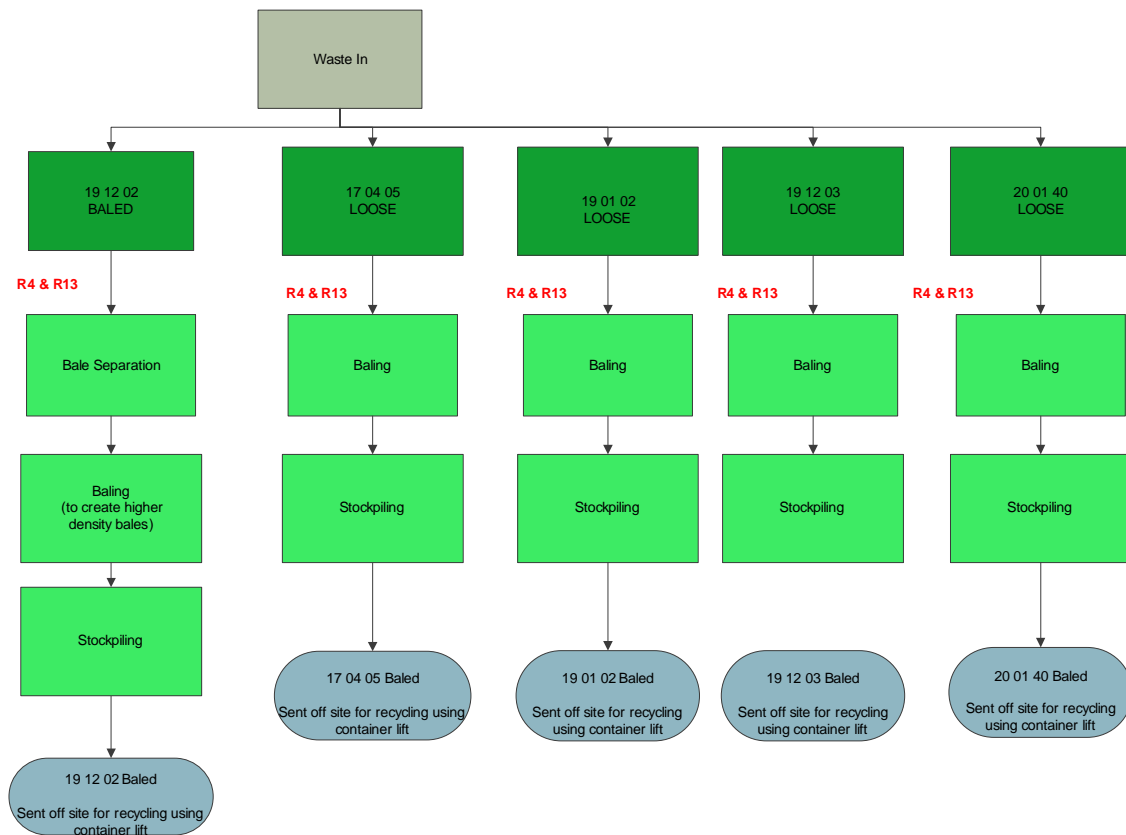 Waste In
19 12 02
BALED
17 04 05
LOOSE
19 01 02
LOOSE
19 12 03
LOOSE
20 01 40
LOOSE
R4 & R13
R4 & R13
R4 & R13
R4 & R13
R4 & R13
Bale Separation
Baling
Baling
Baling
Baling
Baling
(to create higher
density bales)
Stockpiling
Stockpiling
Stockpiling
Stockpiling
Stockpiling
17 04 05 Baled
Sent off site for recycling using
container lift
19 01 02 Baled
Sent off site for recycling
using container lift
19 12 03 Baled
Sent off site for recycling
using container lift
20 01 40 Baled
Sent off site for recycling
using container lift
19 12 02 Baled
Sent off site for recycling using
container lift